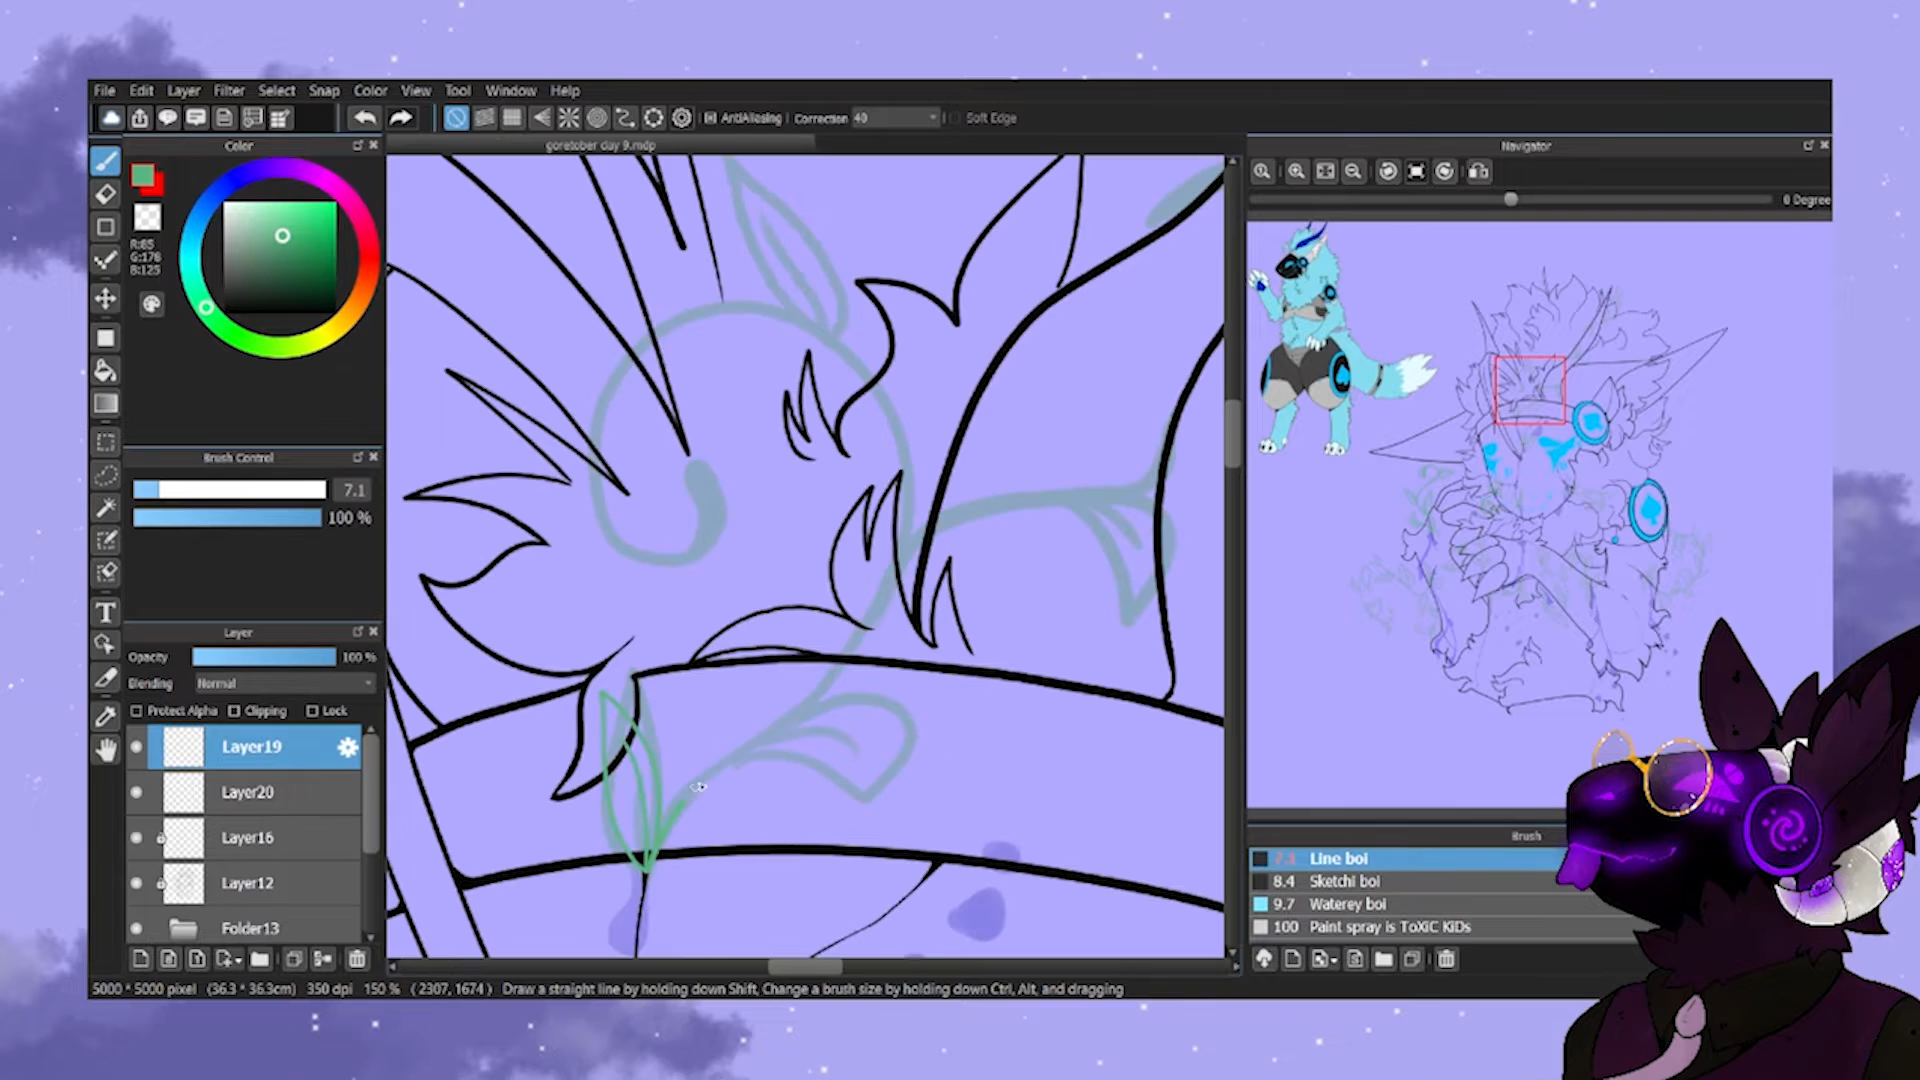 File Edit Layer Filter Select Snap Color View Tool Window Help
AntiAliasing Correction 40 Soft Edge
Color
goretober day 9.mdp
Navigator
0 Degree
R:85
G:176
B:125
Brush Control
7.1
100 %
Layer
Opacity 100 %
Blending Normal
Protect Alpha Clipping Lock
Layer19
Layer20
Layer16
Layer12
Folder13
Brush
7.1 Line boi
8.4 Sketchi boi
9.7 Waterey boi
100 Paint spray is ToXiC KiDs
5000 * 5000 pixel (36.3 * 36.3cm) 350 dpi 150 % ( 2307, 1674 ) Draw a straight line by holding down Shift, Change a brush size by holding down Ctrl, Alt, and dragging